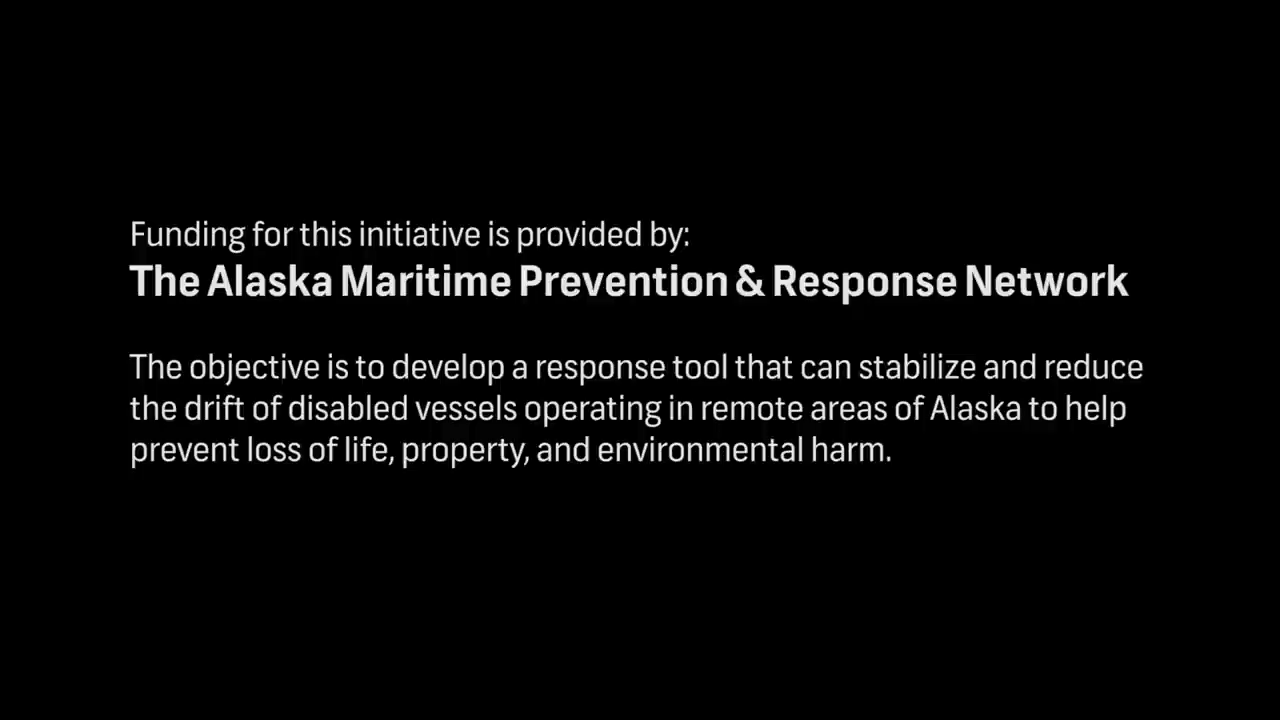 Funding for this initiative is provided by:
The Alaska Maritime Prevention & Response Network
The objective is to develop a response tool that can stabilize and reduce
the drift of disabled vessels operating in remote areas of Alaska to help
prevent loss of life, property, and environmental harm.